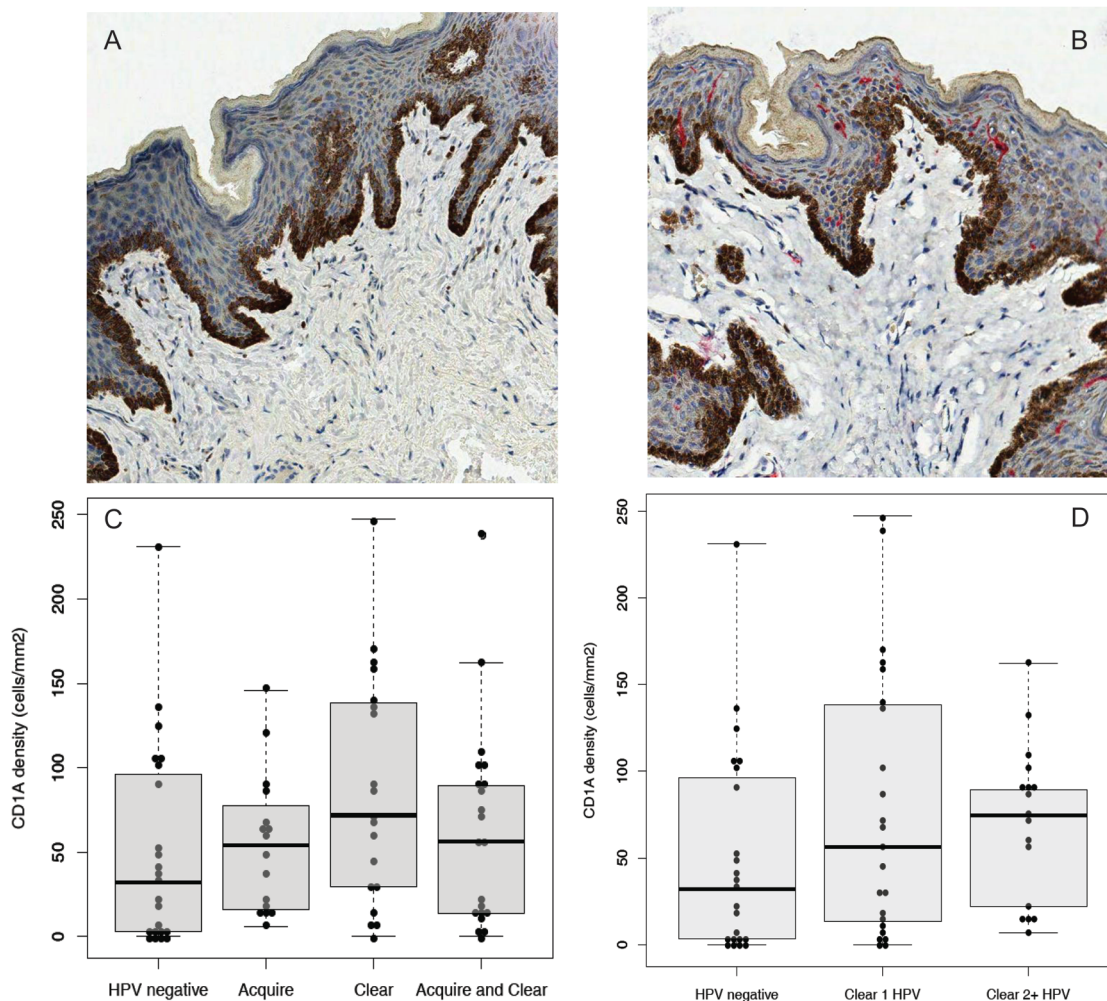 A
B
C
CD1A density (cells/mm2)
250
200
150
100
50
0
HPV negative Acquire Clear Acquire and Clear
D
CD1A density (cells/mm2)
250
200
150
100
50
0
HPV negative Clear 1 HPV Clear 2+ HPV